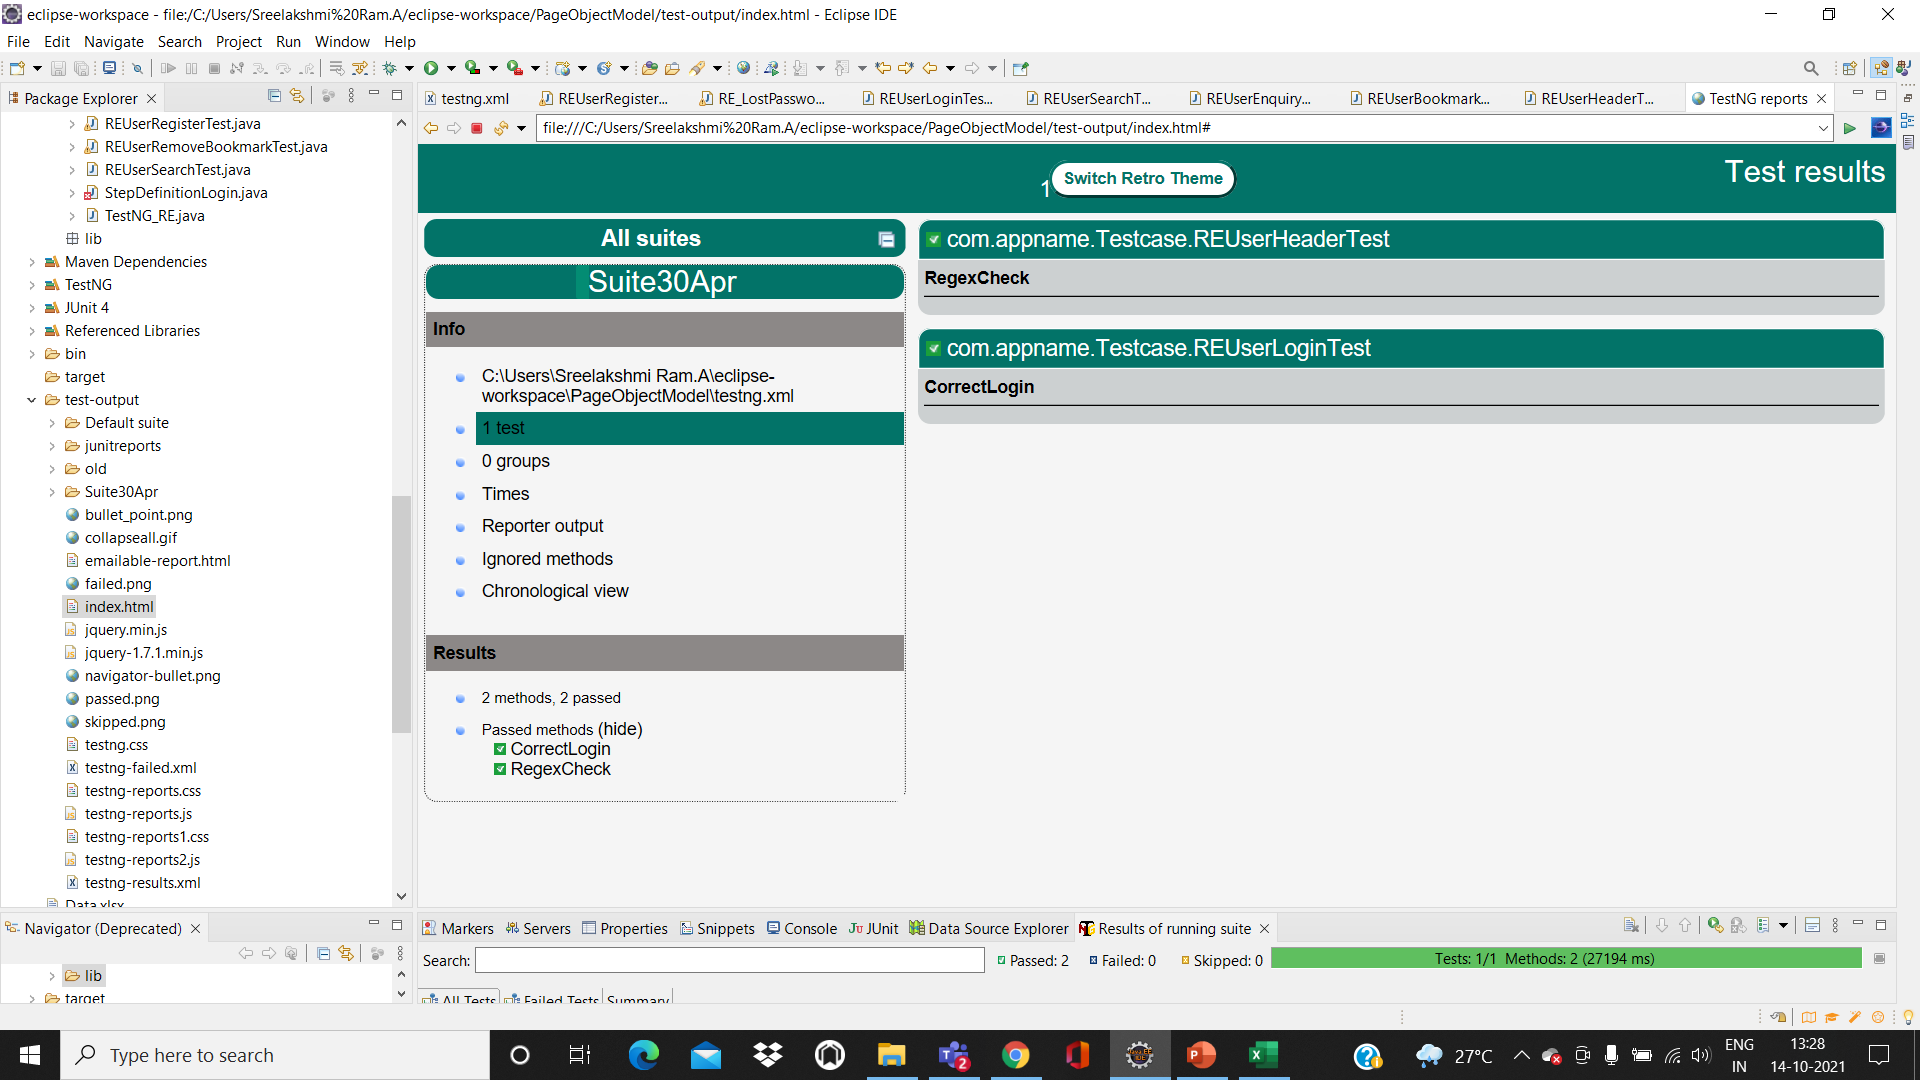 eclipse-workspace - file:/C:/Users/Sreelakshmi%20Ram.A/eclipse-workspace/PageObjectModel/test-output/index.html - Eclipse IDE
File Edit Navigate Search Project Run Window Help
Package Explorer
testng.xml REUserRegister... RE_LostPasswo... REUserLoginTes... REUserSearchT... REUserEnquiry... REUserBookmark... REUserHeaderT... TestNG reports
file:///C:/Users/Sreelakshmi%20Ram.A/eclipse-workspace/PageObjectModel/test-output/index.html#
REUserRegisterTest.java
REUserRemoveBookmarkTest.java
REUserSearchTest.java
StepDefinitionLogin.java
TestNG_RE.java
lib
Maven Dependencies
TestNG
JUnit 4
Referenced Libraries
bin
target
test-output
Default suite
junitreports
old
Suite30Apr
bullet_point.png
collapseall.gif
emailable-report.html
failed.png
index.html
jquery.min.js
jquery-1.7.1.min.js
navigator-bullet.png
passed.png
skipped.png
testng.css
testng-failed.xml
testng-reports.css
testng-reports.js
testng-reports1.css
testng-reports2.js
testng-results.xml
Data.xlsx
1 Switch Retro Theme
Test results
All suites
Suite30Apr
Info
C:\Users\Sreelakshmi Ram.A\eclipse-
workspace\PageObjectModel\testng.xml
1 test
0 groups
Times
Reporter output
Ignored methods
Chronological view
Results
2 methods, 2 passed
Passed methods (hide)
CorrectLogin
RegexCheck
com.appname.Testcase.REUserHeaderTest
RegexCheck
com.appname.Testcase.REUserLoginTest
CorrectLogin
Navigator (Deprecated)
lib
target
Markers Servers Properties Snippets Console JUnit Data Source Explorer Results of running suite
Search: Passed: 2 Failed: 0 Skipped: 0 Tests: 1/1 Methods: 2 (27194 ms)
All Tests Failed Tests Summary
Type here to search
27°C
ENG
IN
13:28
14-10-2021